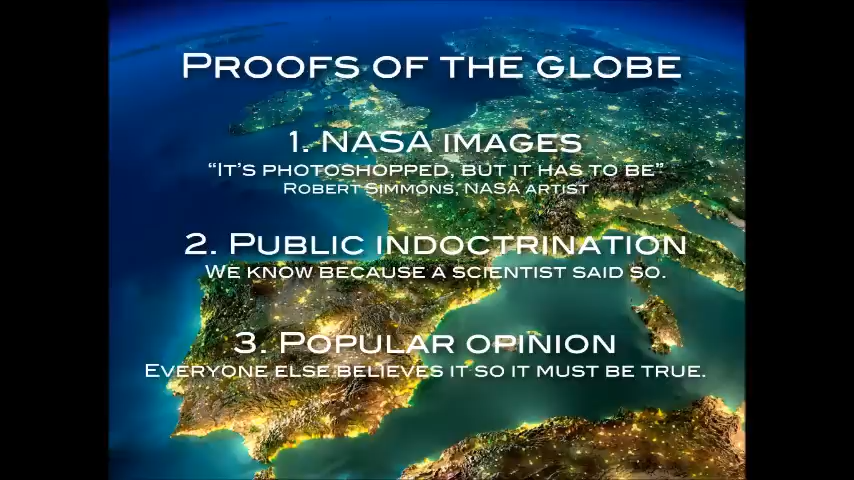 PROOFS OF THE GLOBE
1. NASA IMAGES
“IT’S PHOTOSHOPPED, BUT IT HAS TO BE”
ROBERT SIMMONS, NASA ARTIST
2. PUBLIC INDOCTRINATION
WE KNOW BECAUSE A SCIENTIST SAID SO.
3. POPULAR OPINION
EVERYONE ELSE BELIEVES IT SO IT MUST BE TRUE.